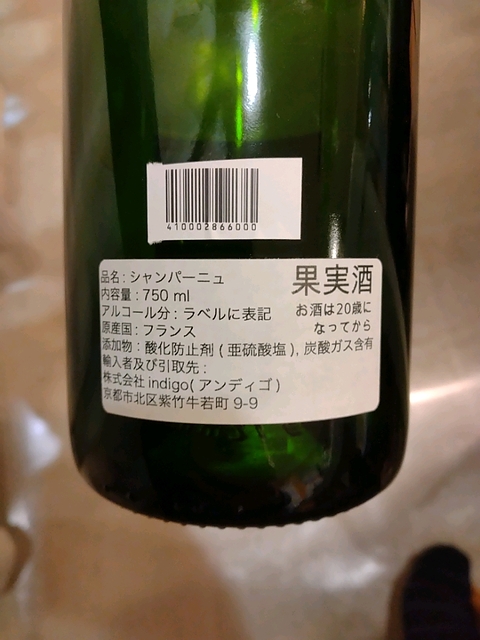 410002866000
品名：シャンパーニュ
内容量：750 ml
アルコール分：ラベルに表記
原産国：フランス
添加物：酸化防止剤（亜硫酸塩）, 炭酸ガス含有
輸入者及び引取先：
株式会社 indigo(アンディゴ)
京都市北区紫竹牛若町 9-9
果実酒
お酒は20歳に
なってから